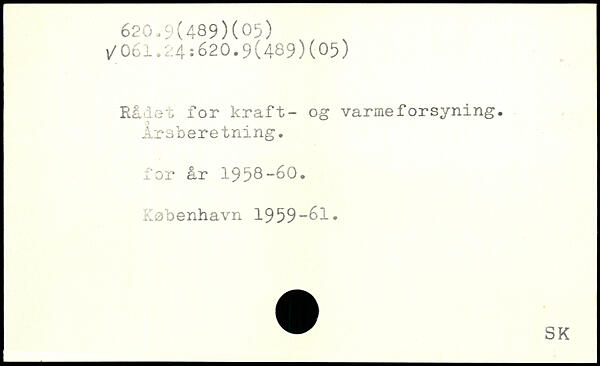 620.9(489)(05)
√061.24:620.9(489)(05)
Rådet for kraft- og varmeforsyning.
Årsberetning.
for år 1958-60.
København 1959-61.
SK